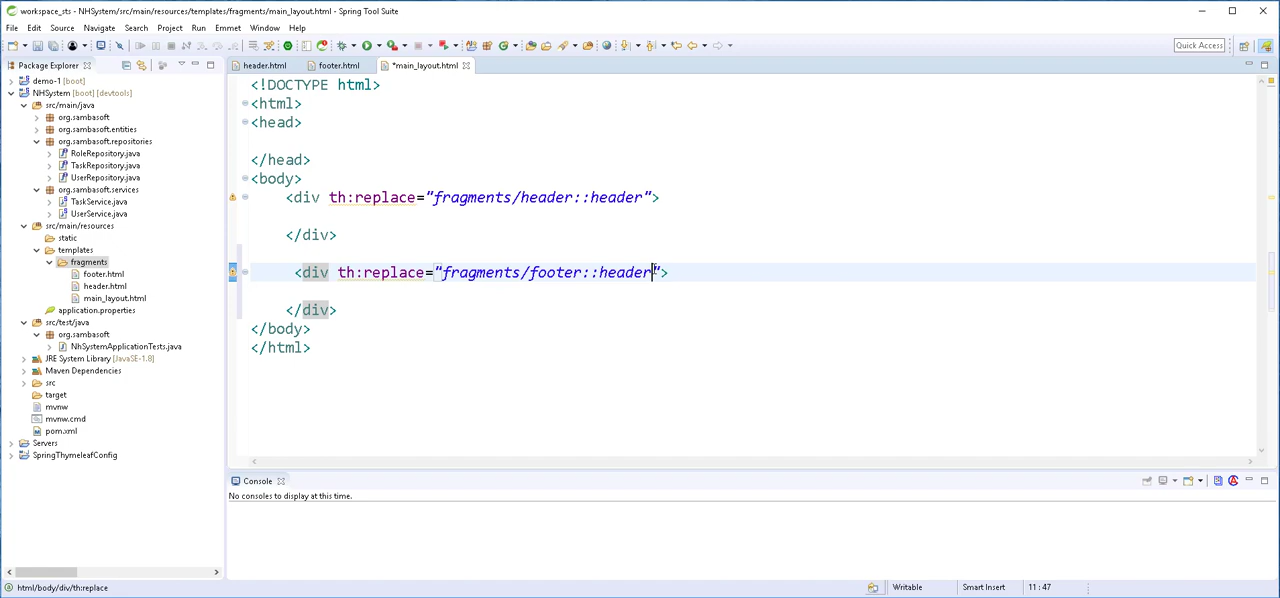 workspace_sts - NHSystem/src/main/resources/templates/fragments/main_layout.html - Spring Tool Suite
File Edit Source Navigate Search Project Run Emmet Window Help
Quick Access
Package Explorer
header.html footer.html *main_layout.html
demo-1 [boot]
NHSystem [boot] [devtools]
src/main/java
org.sambasoft
org.sambasoft.entities
org.sambasoft.repositories
RoleRepository.java
TaskRepository.java
UserRepository.java
org.sambasoft.services
TaskService.java
UserService.java
src/main/resources
static
templates
fragments
footer.html
header.html
main_layout.html
application.properties
src/test/java
org.sambasoft
NhSystemApplicationTests.java
JRE System Library [JavaSE-1.8]
Maven Dependencies
src
target
mvnw
mvnw.cmd
pom.xml
Servers
SpringThymeleafConfig
<!DOCTYPE html>
<html>
<head>
</head>
<body>
<div th:replace="fragments/header::header">
</div>
<div th:replace="fragments/footer::header">
</div>
</body>
</html>
Console
No consoles to display at this time.
html/body/div/th:replace
Writable Smart Insert 11 : 47